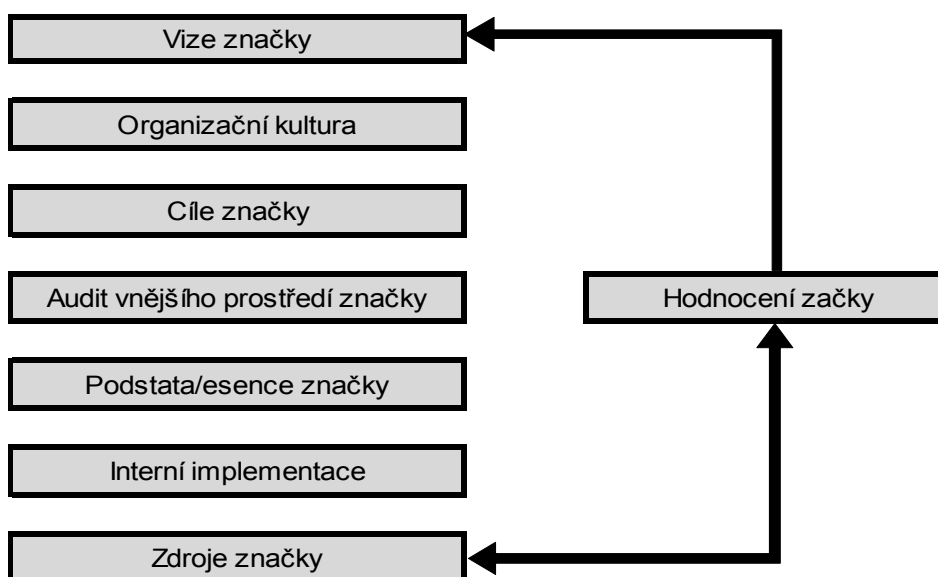 Vize značky
Organizační kultura
Cíle značky
Audit vnějšího prostředí značky
Hodnocení začky
Podstata/esence značky
Interní implementace
Zdroje značky